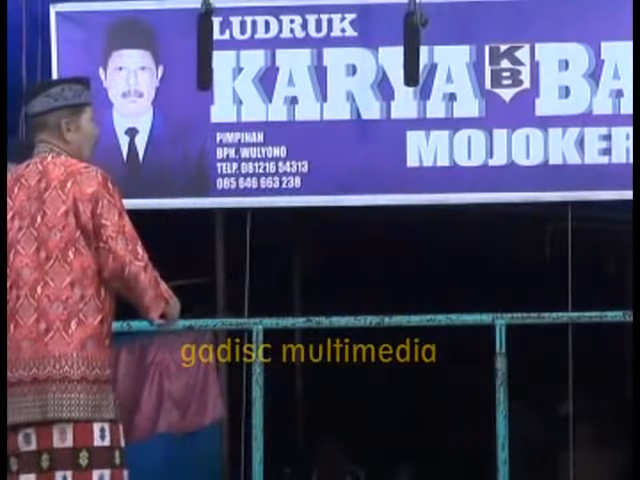 LUDRUK
KARYA KB BA
MOJOKER
PIMPINAN
BPK. WULYONO
TELP. 081216 54313
085 646 663 238
gadisc multimedia